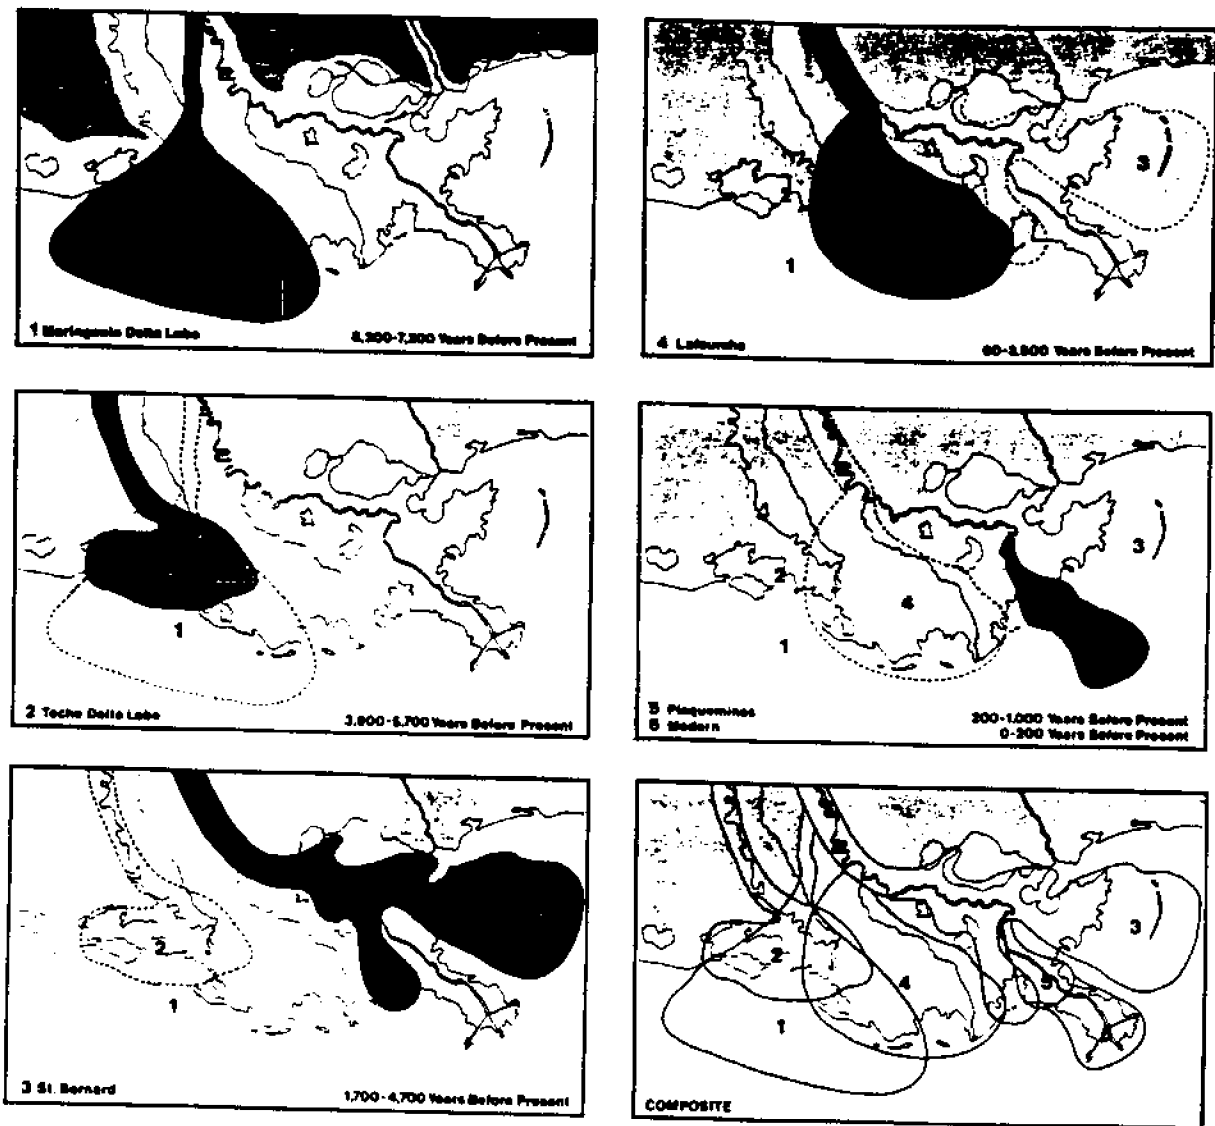 1 Maringouin Delta Lobe
Years Before Present
1
2 Teche Delta Lobe
3,900-5,700 Years Before Present
2
1
3 St. Bernard
1,700-4,700 Years Before Present
3
2
1
4 Lafourche
Years Before Present
3
2
4
1
5 Plaquemines
200-1,000 Years Before Present
6 Modern
0-200 Years Before Present
3
2
4
5
1
6
COMPOSITE